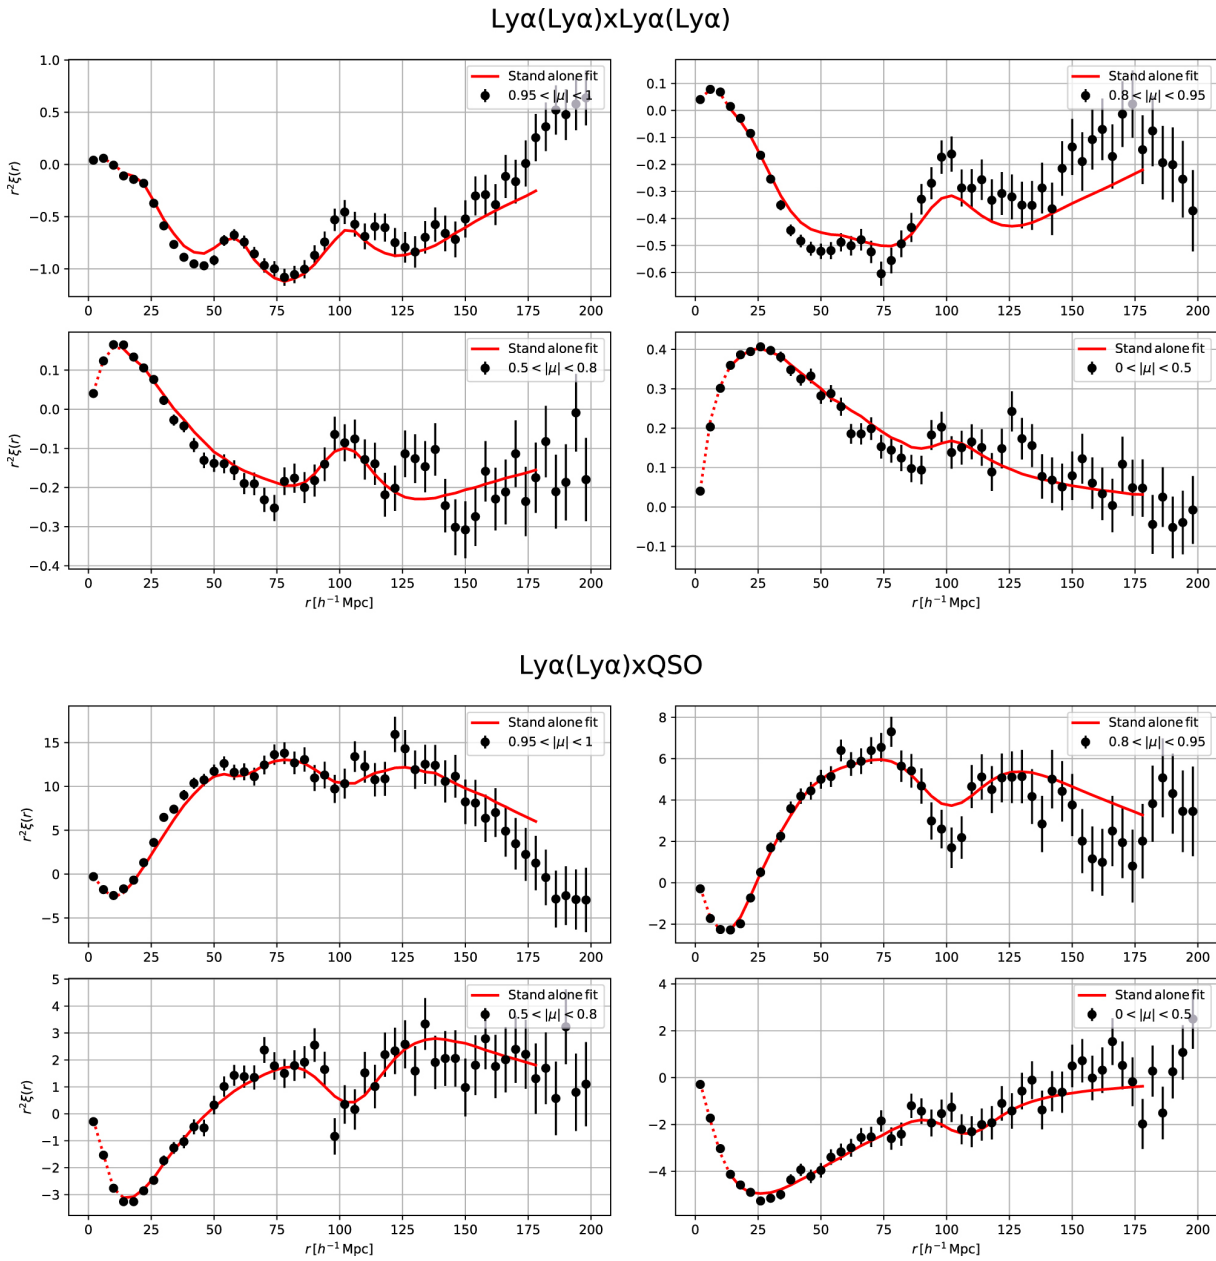 Lyα(Lyα)xLyα(Lyα)
1.0
0.5
0.0
−0.5
−1.0
r²ξ(r)
Stand alone fit
0.95 < |μ| < 1
0 25 50 75 100 125 150 175 200
0.1
0.0
−0.1
−0.2
−0.3
−0.4
−0.5
−0.6
Stand alone fit
0.8 < |μ| < 0.95
0 25 50 75 100 125 150 175 200
0.1
0.0
−0.1
−0.2
−0.3
−0.4
r²ξ(r)
Stand alone fit
0.5 < |μ| < 0.8
0 25 50 75 100 125 150 175 200
r [h⁻¹ Mpc]
0.4
0.3
0.2
0.1
0.0
−0.1
Stand alone fit
0 < |μ| < 0.5
0 25 50 75 100 125 150 175 200
r [h⁻¹ Mpc]
Lyα(Lyα)xQSO
15
10
5
0
−5
r²ξ(r)
Stand alone fit
0.95 < |μ| < 1
0 25 50 75 100 125 150 175 200
8
6
4
2
0
−2
Stand alone fit
0.8 < |μ| < 0.95
0 25 50 75 100 125 150 175 200
5
4
3
2
1
0
−1
−2
−3
r²ξ(r)
Stand alone fit
0.5 < |μ| < 0.8
0 25 50 75 100 125 150 175 200
r [h⁻¹ Mpc]
4
2
0
−2
−4
Stand alone fit
0 < |μ| < 0.5
0 25 50 75 100 125 150 175 200
r [h⁻¹ Mpc]